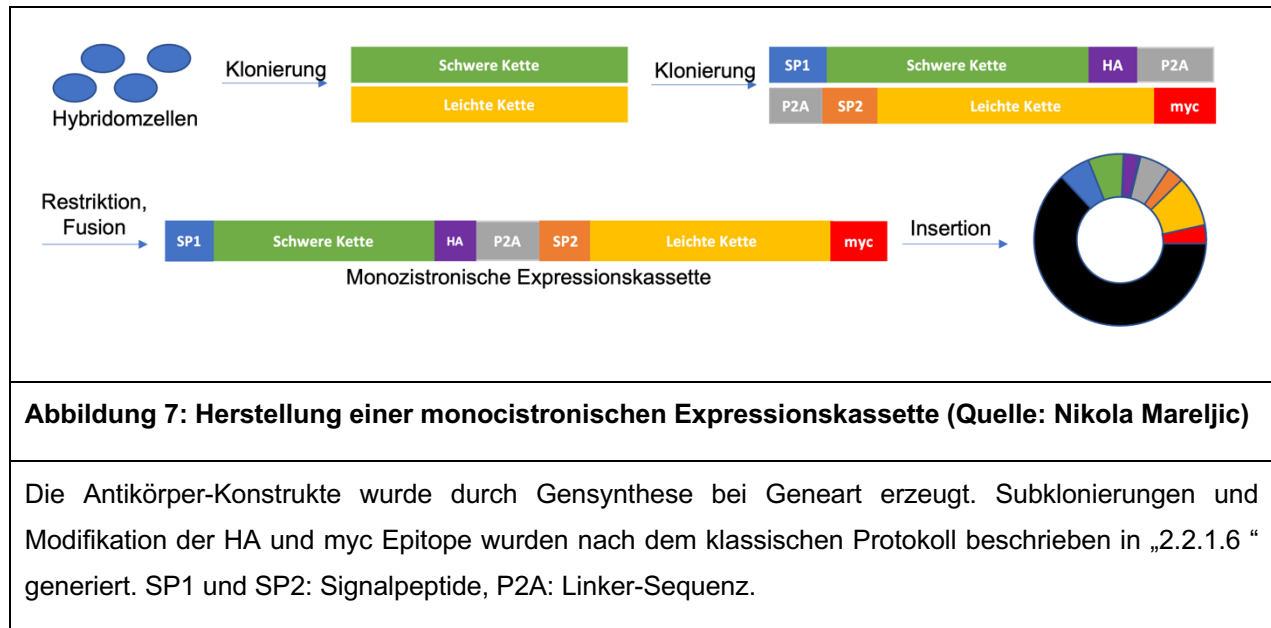 Hybridomzellen
Klonierung
Schwere Kette
Leichte Kette
Klonierung
SP1 Schwere Kette HA P2A
P2A SP2 Leichte Kette myc
Restriktion,
Fusion
SP1 Schwere Kette HA P2A SP2 Leichte Kette myc
Monozistronische Expressionskassette
Insertion
Abbildung 7: Herstellung einer monocistronischen Expressionskassette (Quelle: Nikola Mareljic)
Die Antikörper-Konstrukte wurde durch Gensynthese bei Geneart erzeugt. Subklonierungen und
Modifikation der HA und myc Epitope wurden nach dem klassischen Protokoll beschrieben in „2.2.1.6 “
generiert. SP1 und SP2: Signalpeptide, P2A: Linker-Sequenz.